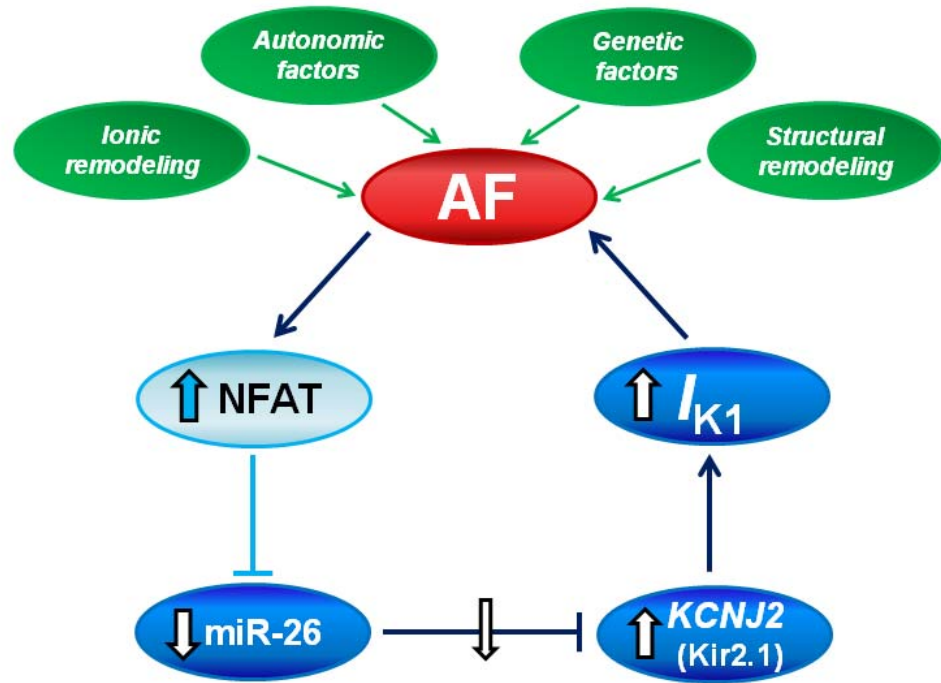 Autonomic
factors
Genetic
factors
Ionic
remodeling
Structural
remodeling
AF
NFAT
IK1
miR-26
KCNJ2
(Kir2.1)